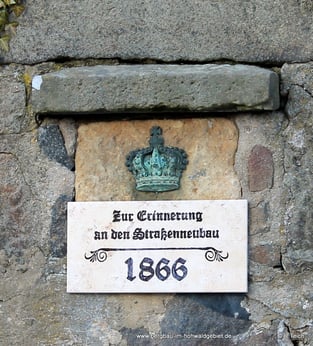 Zur Erinnerung
an den Straßenneubau
1866
www.bergbau-im-hohwaldgebiet.de